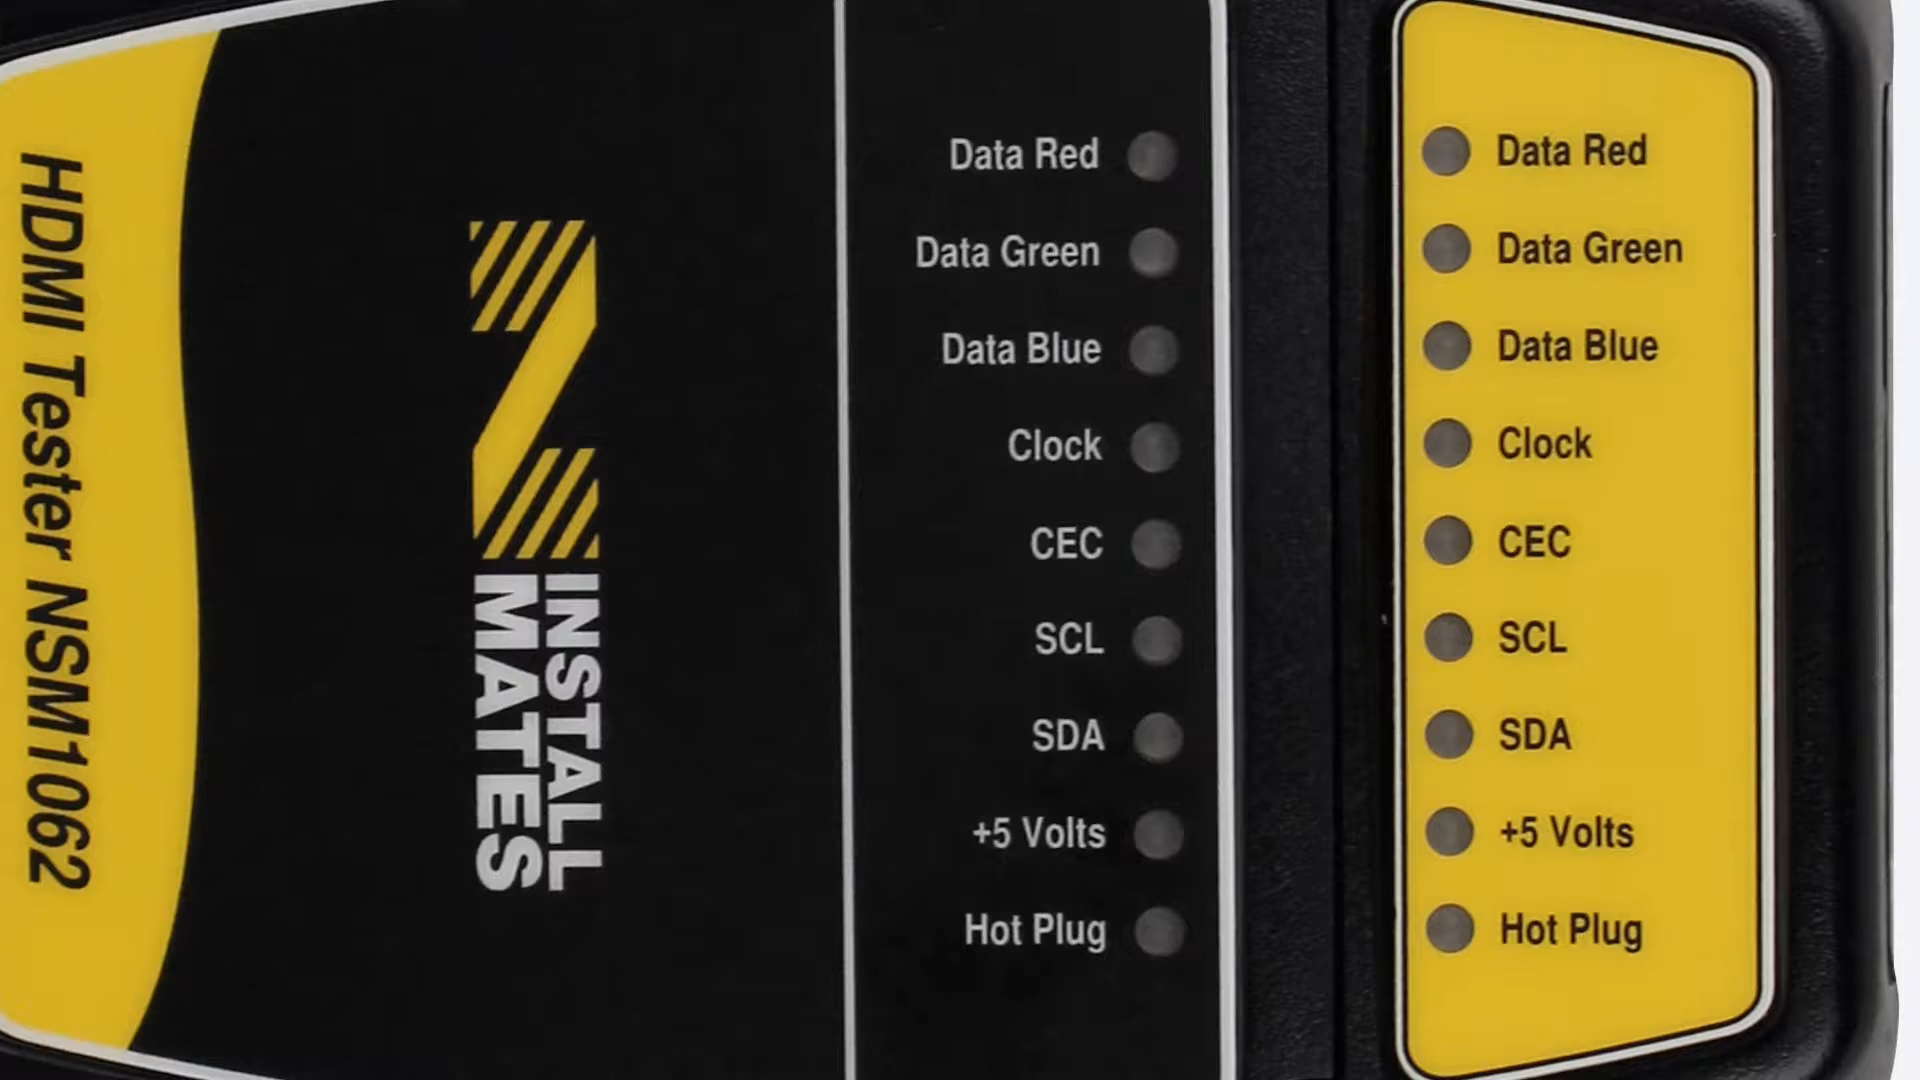 HDMI Tester NSM1062
INSTALL
MATES
Data Red
Data Green
Data Blue
Clock
CEC
SCL
SDA
+5 Volts
Hot Plug
Data Red
Data Green
Data Blue
Clock
CEC
SCL
SDA
+5 Volts
Hot Plug